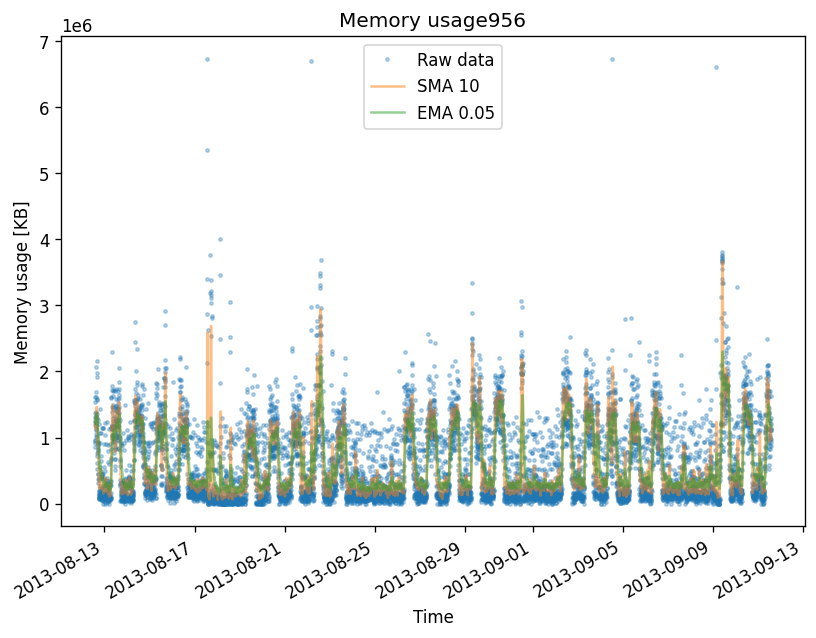 Memory usage956
1e6
7
6
5
4
3
2
1
0
Memory usage [KB]
Raw data
SMA 10
EMA 0.05
2013-08-13
2013-08-17
2013-08-21
2013-08-25
2013-08-29
2013-09-01
2013-09-05
2013-09-09
2013-09-13
Time